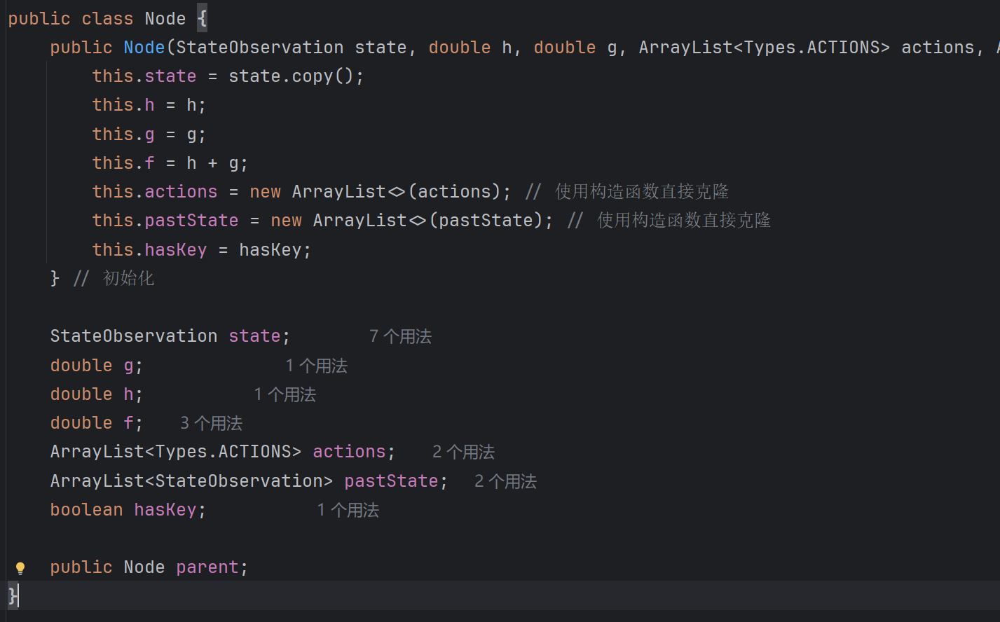 public class Node {
public Node(StateObservation state, double h, double g, ArrayList<Types.ACTIONS> actions,
this.state = state.copy();
this.h = h;
this.g = g;
this.f = h + g;
this.actions = new ArrayList<>(actions); // 使用构造函数直接克隆
this.pastState = new ArrayList<>(pastState); // 使用构造函数直接克隆
this.hasKey = hasKey;
} // 初始化
StateObservation state; 7 个用法
double g; 1 个用法
double h; 1 个用法
double f; 3 个用法
ArrayList<Types.ACTIONS> actions; 2 个用法
ArrayList<StateObservation> pastState; 2 个用法
boolean hasKey; 1 个用法
public Node parent;
}